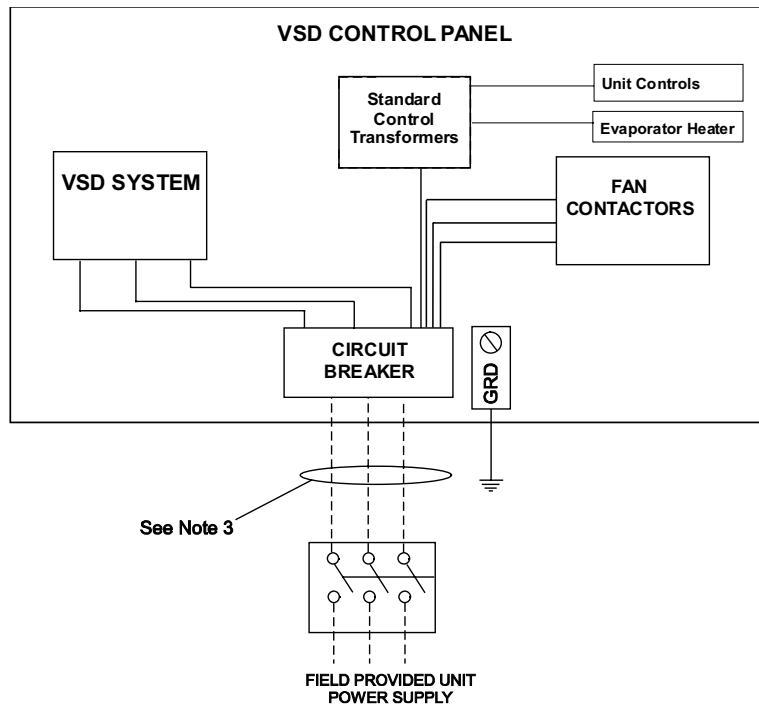 VSD CONTROL PANEL
Standard
Control
Transformers
Unit Controls
Evaporator Heater
VSD SYSTEM
FAN
CONTACTORS
CIRCUIT
BREAKER
GRD
See Note 3
FIELD PROVIDED UNIT
POWER SUPPLY